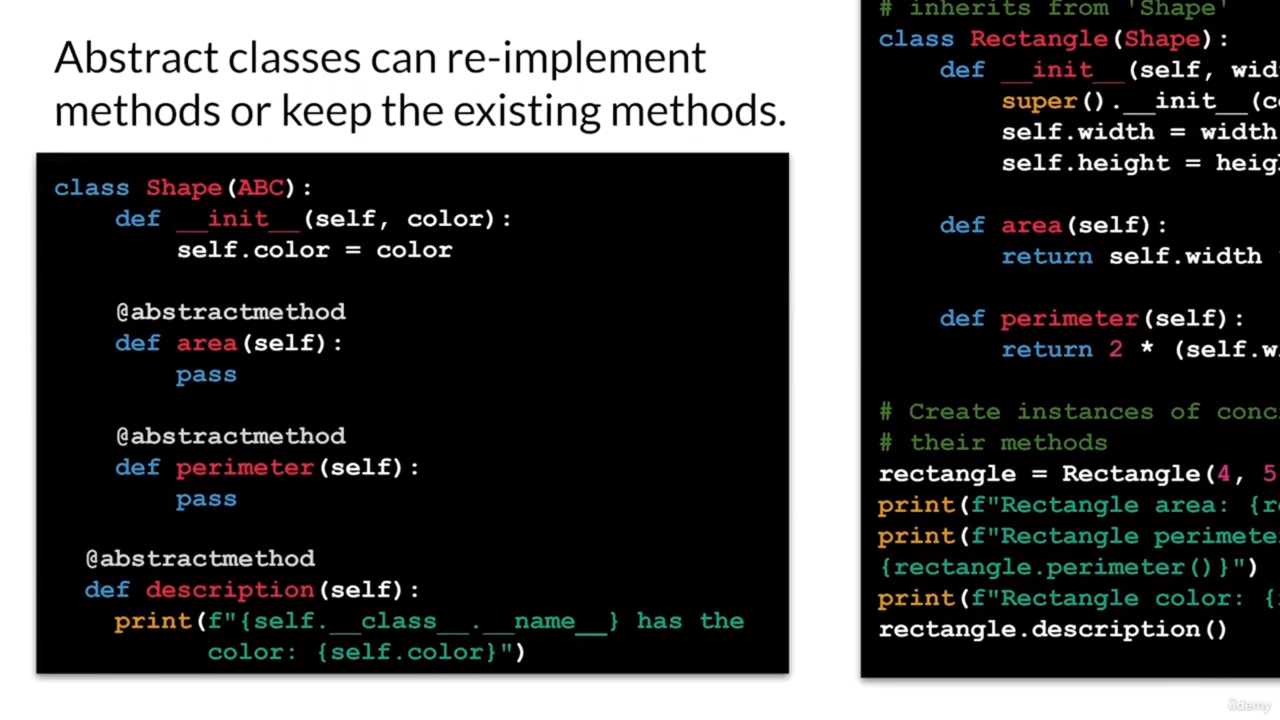 Abstract classes can re-implement
methods or keep the existing methods.
class Shape(ABC):
def __init__(self, color):
self.color = color
@abstractmethod
def area(self):
pass
@abstractmethod
def perimeter(self):
pass
@abstractmethod
def description(self):
print(f"{self.__class__.__name__} has the
color: {self.color}")
# inherits from 'Shape'
class Rectangle(Shape):
def __init__(self,
super().__init__(
self.width = width
self.height =
def area(self):
return self.width
def perimeter(self):
return 2 * (self.
# Create instances of
# their methods
rectangle = Rectangle(4, 5
print(f"Rectangle area: {
print(f"Rectangle perimeter
{rectangle.perimeter()}")
print(f"Rectangle color: {
rectangle.description()
ûdemy